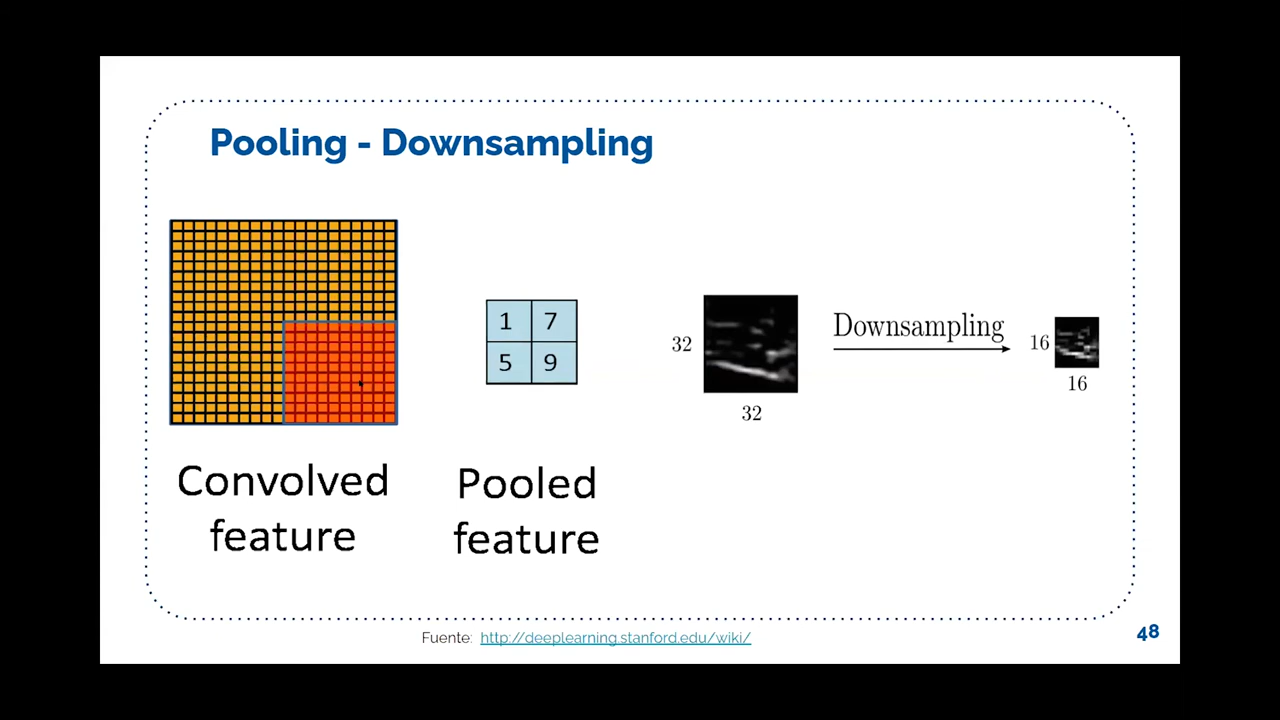 Pooling - Downsampling
1 7
5 9
Convolved
feature
Pooled
feature
32
32
Downsampling
16
16
Fuente: http://deeplearning.stanford.edu/wiki/
48